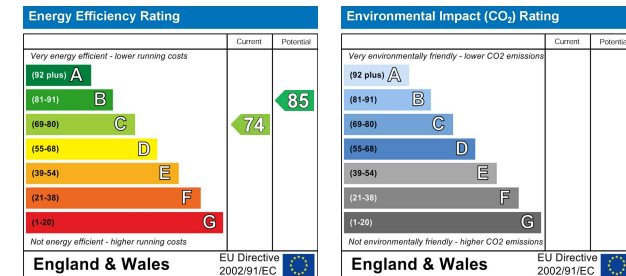 Energy Efficiency Rating
Current Potential
Very energy efficient - lower running costs
(92 plus) A
(81-91) B
85
(69-80) C
74
(55-68) D
(39-54) E
(21-38) F
(1-20) G
Not energy efficient - higher running costs
England & Wales
EU Directive
2002/91/EC
Environmental Impact (CO₂) Rating
Current Potential
Very environmentally friendly - lower CO2 emissions
(92 plus) A
(81-91) B
(69-80) C
(55-68) D
(39-54) E
(21-38) F
(1-20) G
Not environmentally friendly - higher CO2 emissions
England & Wales
EU Directive
2002/91/EC